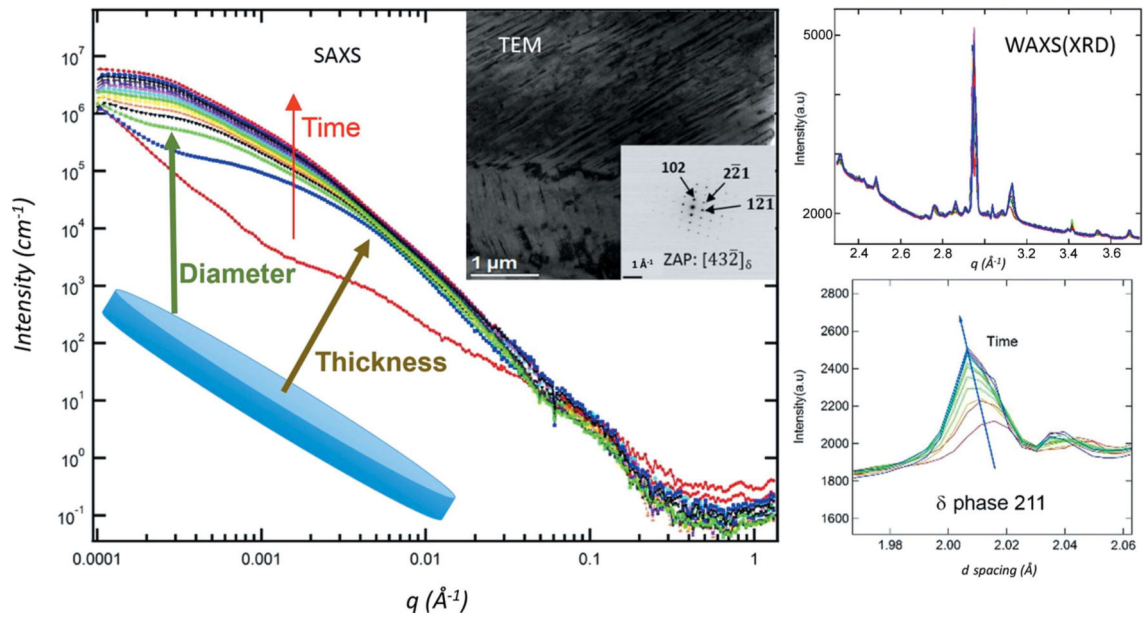 SAXS
TEM
Time
Diameter
Thickness
1 μm
102
22̄1
12̄1
1 Å⁻¹
ZAP: [432̄]δ
10⁷
10⁶
10⁵
10⁴
10³
10²
10¹
10⁰
10⁻¹
Intensity (cm⁻¹)
0.0001
0.001
0.01
0.1
1
q (Å⁻¹)
WAXS(XRD)
5000
2000
Intensity(a.u)
2.4
2.6
2.8
3.0
3.2
3.4
3.6
q (Å⁻¹)
2800
2600
2400
2200
2000
1800
1600
Intensity(a.u)
Time
δ phase 211
1.98
2.00
2.02
2.04
2.06
d spacing (Å)